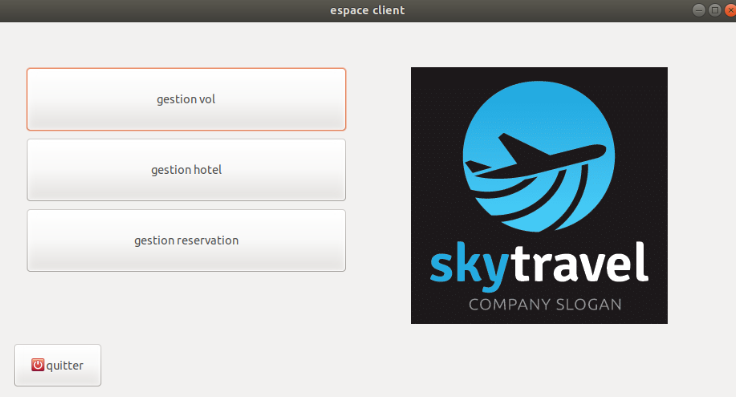 espace client
gestion vol
gestion hotel
gestion reservation
skytravel
COMPANY SLOGAN
quitter